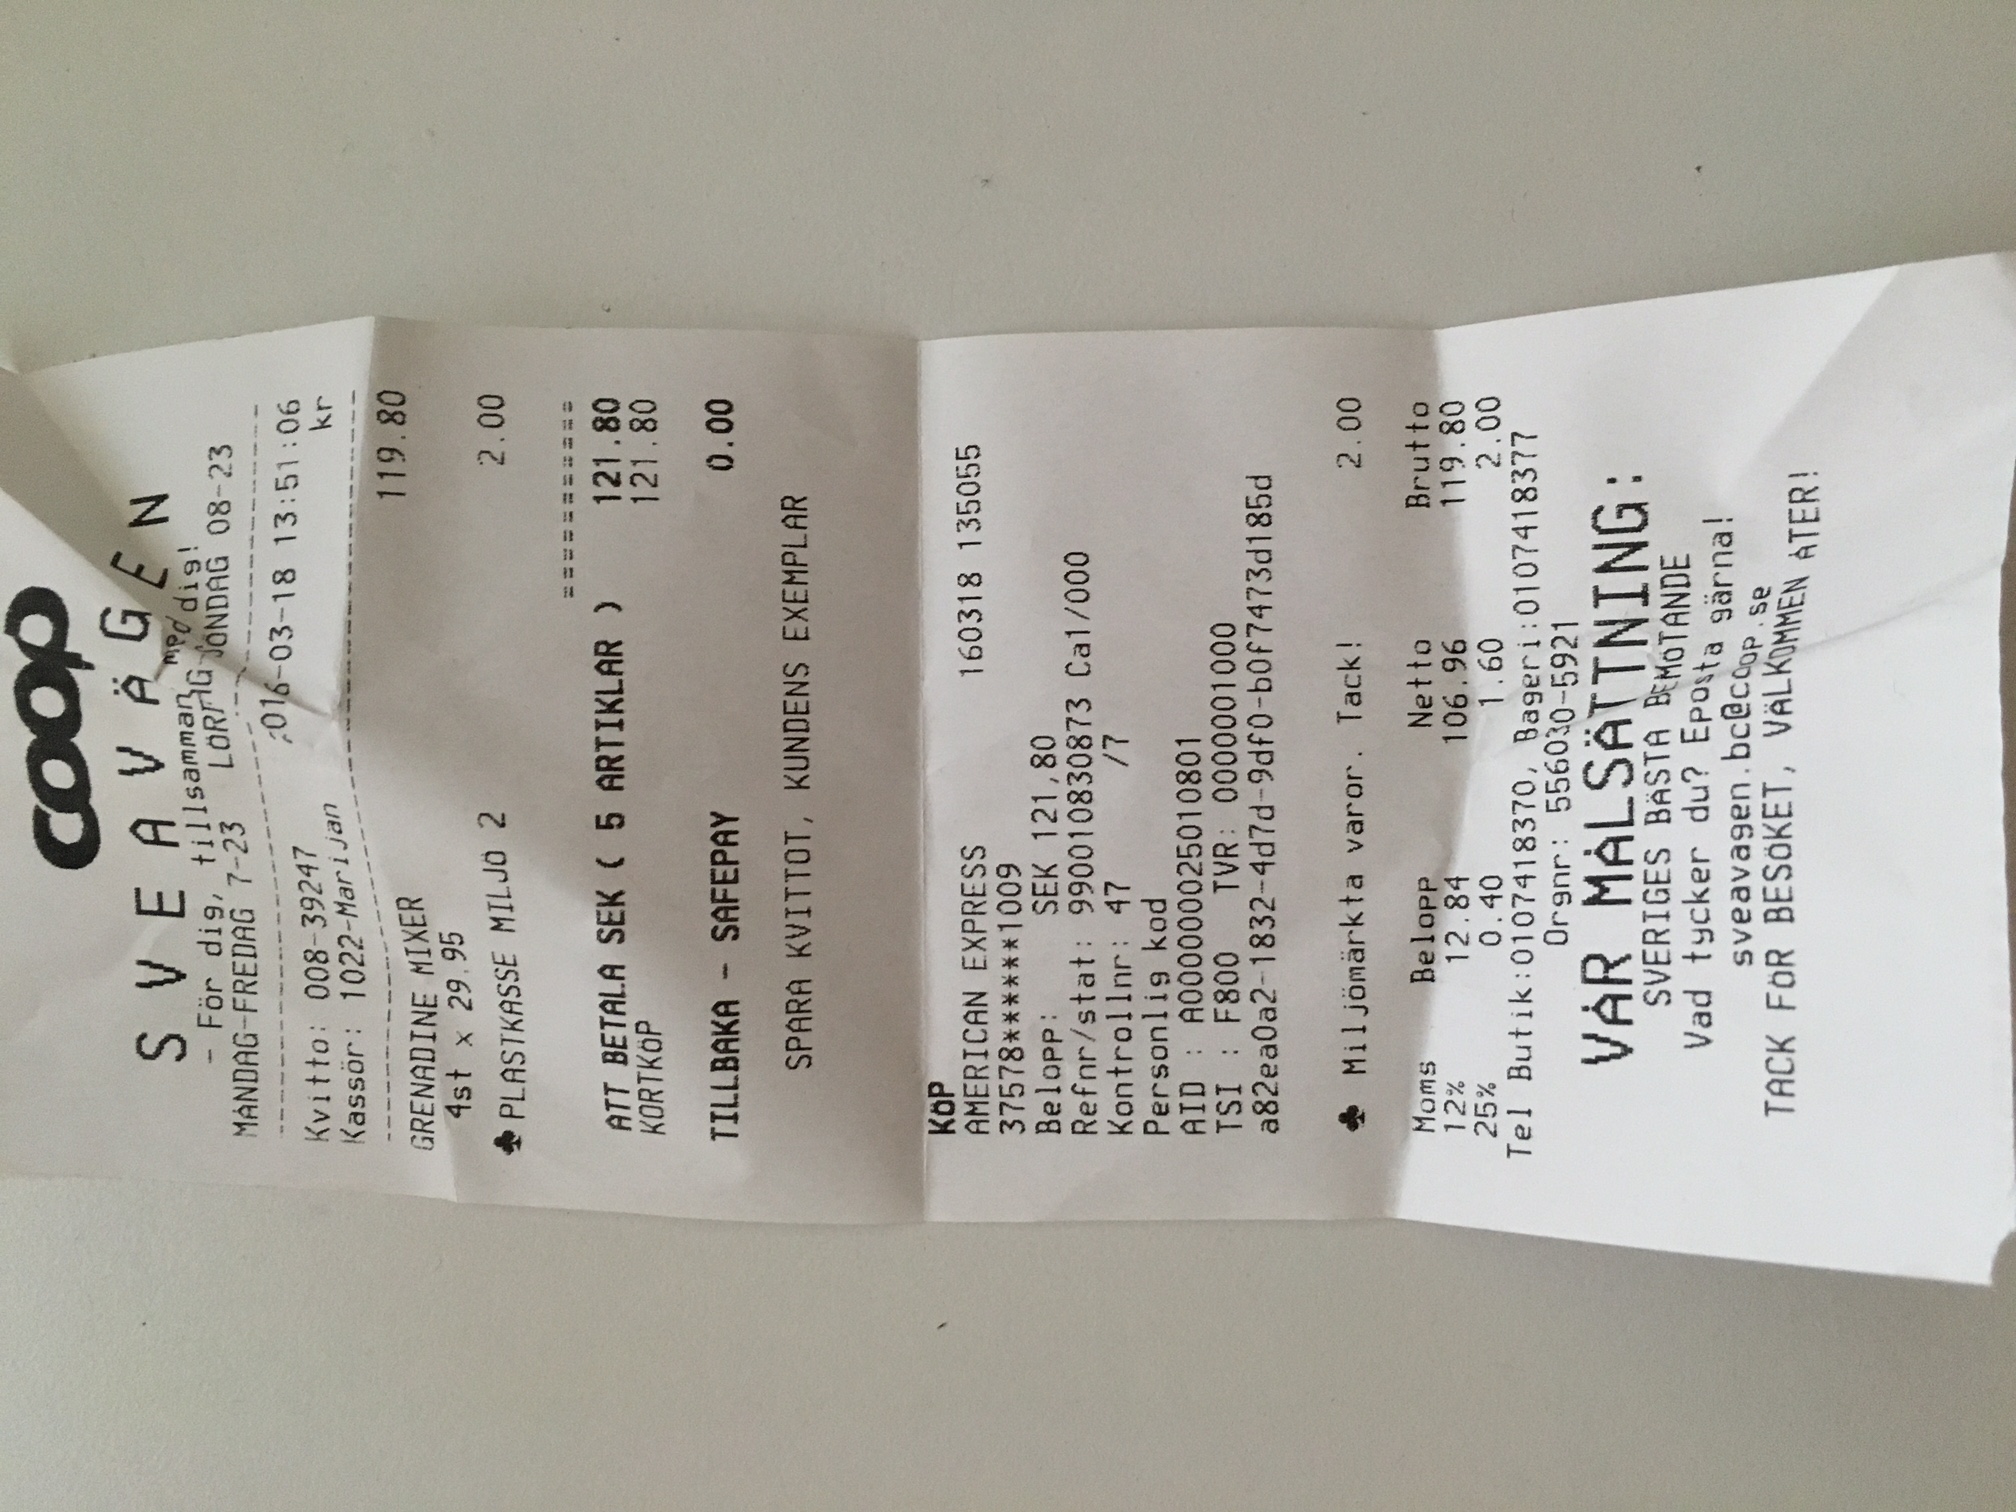 coop
SVEAVÄGEN
- För dig, tillsamman med dig!
MÅNDAG-FREDAG 7-23 LÖRDAG-SÖNDAG 08-23
Kvitto: 008-39247 2016-03-18 13:51:06
Kassör: 1022-Marijan kr
GRENADINE MIXER 119.80
4st x 29.95
♣ PLASTKASSE MILJÖ 2 2.00
===========
ATT BETALA SEK ( 5 ARTIKLAR ) 121.80
KORTKÖP 121.80
TILLBAKA - SAFEPAY 0.00
SPARA KVITTOT, KUNDENS EXEMPLAR
KÖP
AMERICAN EXPRESS 160318 135055
37578******1009
Belopp: SEK 121,80
Refnr/stat: 990010830873 Ca1/000
Kontrollnr: 47 /7
Personlig kod
AID : A000000025010801
TSI : F800 TVR: 0000001000
a82ea0a2-1832-4d7d-9df0-b0f7473d185d
♣ Miljömärkta varor. Tack! 2.00
Moms Belopp Netto Brutto
12% 12.84 106.96 119.80
25% 0.40 1.60 2.00
Tel Butik:0107418370, Bageri:0107418377
Orgnr: 556030-5921
VÅR MÅLSÄTTNING:
SVERIGES BÄSTA BEMÖTANDE
Vad tycker du? Eposta gärna!
sveavagen.bc@coop.se
TACK FÖR BESÖKET, VÄLKOMMEN ÅTER!